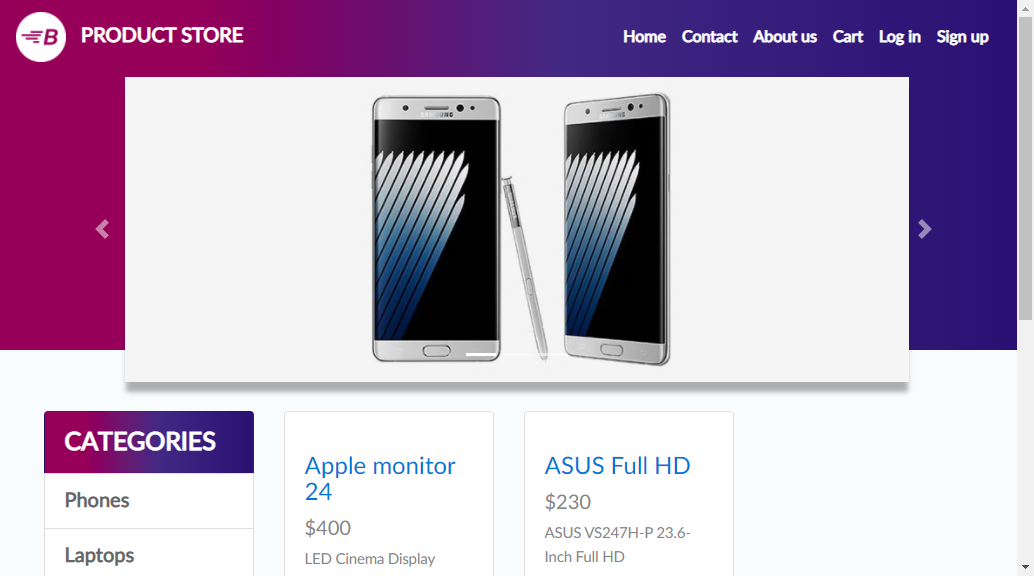 B PRODUCT STORE
Home Contact About us Cart Log in Sign up
SAMSUNG SAMSUNG
CATEGORIES
Phones
Laptops
Apple monitor
24
$400
LED Cinema Display
ASUS Full HD
$230
ASUS VS247H-P 23.6-
Inch Full HD